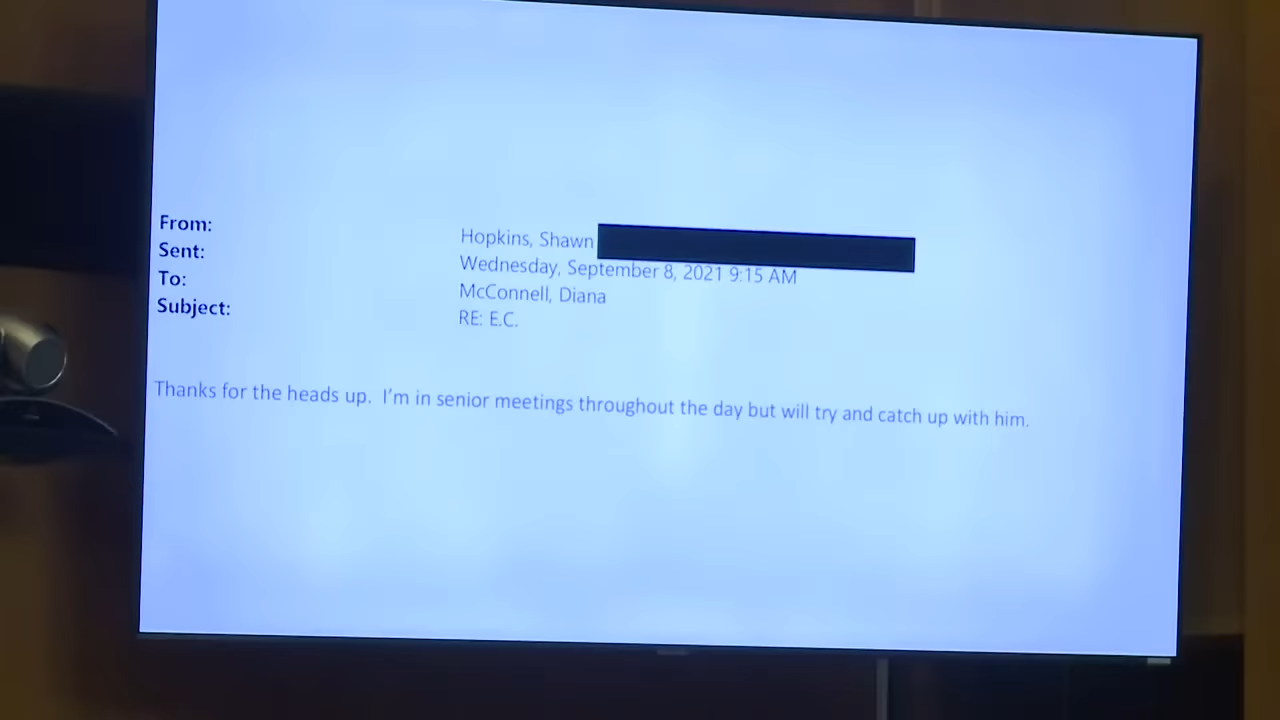 From: Hopkins, Shawn
Sent: Wednesday, September 8, 2021 9:15 AM
To: McConnell, Diana
Subject: RE: E.C.
Thanks for the heads up. I'm in senior meetings throughout the day but will try and catch up with him.